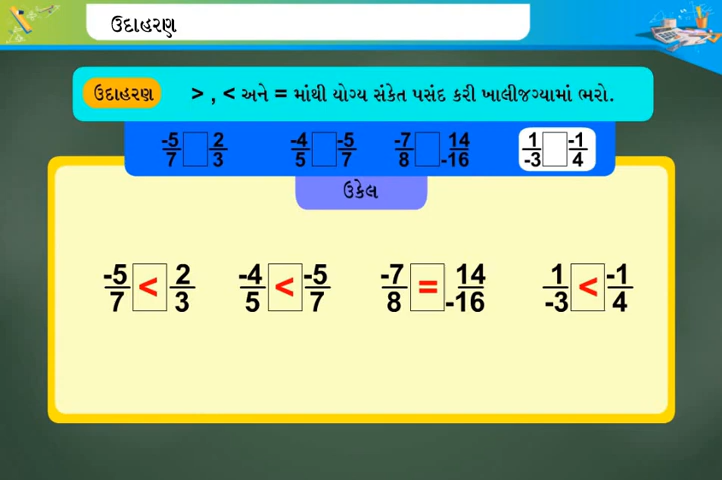 ઉદાહરણ
ઉદાહરણ > , < અને = માંથી યોગ્ય સંકેત પસંદ કરી ખાલીજગ્યામાં ભરો.
-5/7 □ 2/3 -4/5 □ -5/7 -7/8 □ 14/-16 1/-3 □ -1/4
ઉકેલ
-5/7 < 2/3 -4/5 < -5/7 -7/8 = 14/-16 1/-3 < -1/4